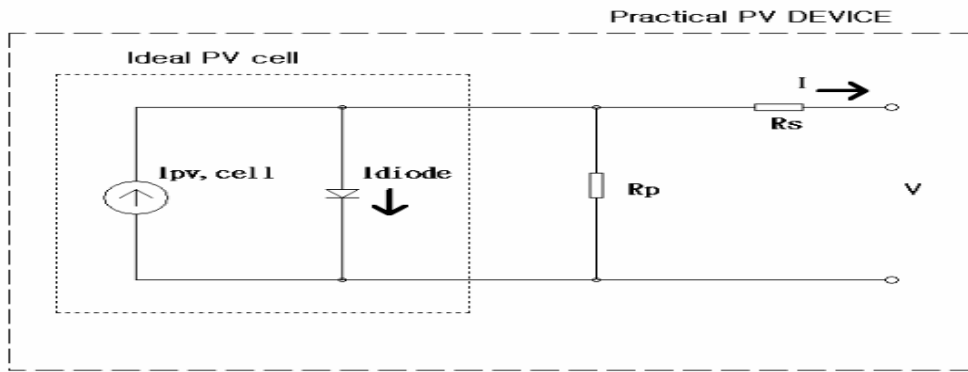 Practical PV DEVICE
Ideal PV cell
I
Rs
Ipv,cell
Idiode
Rp
V